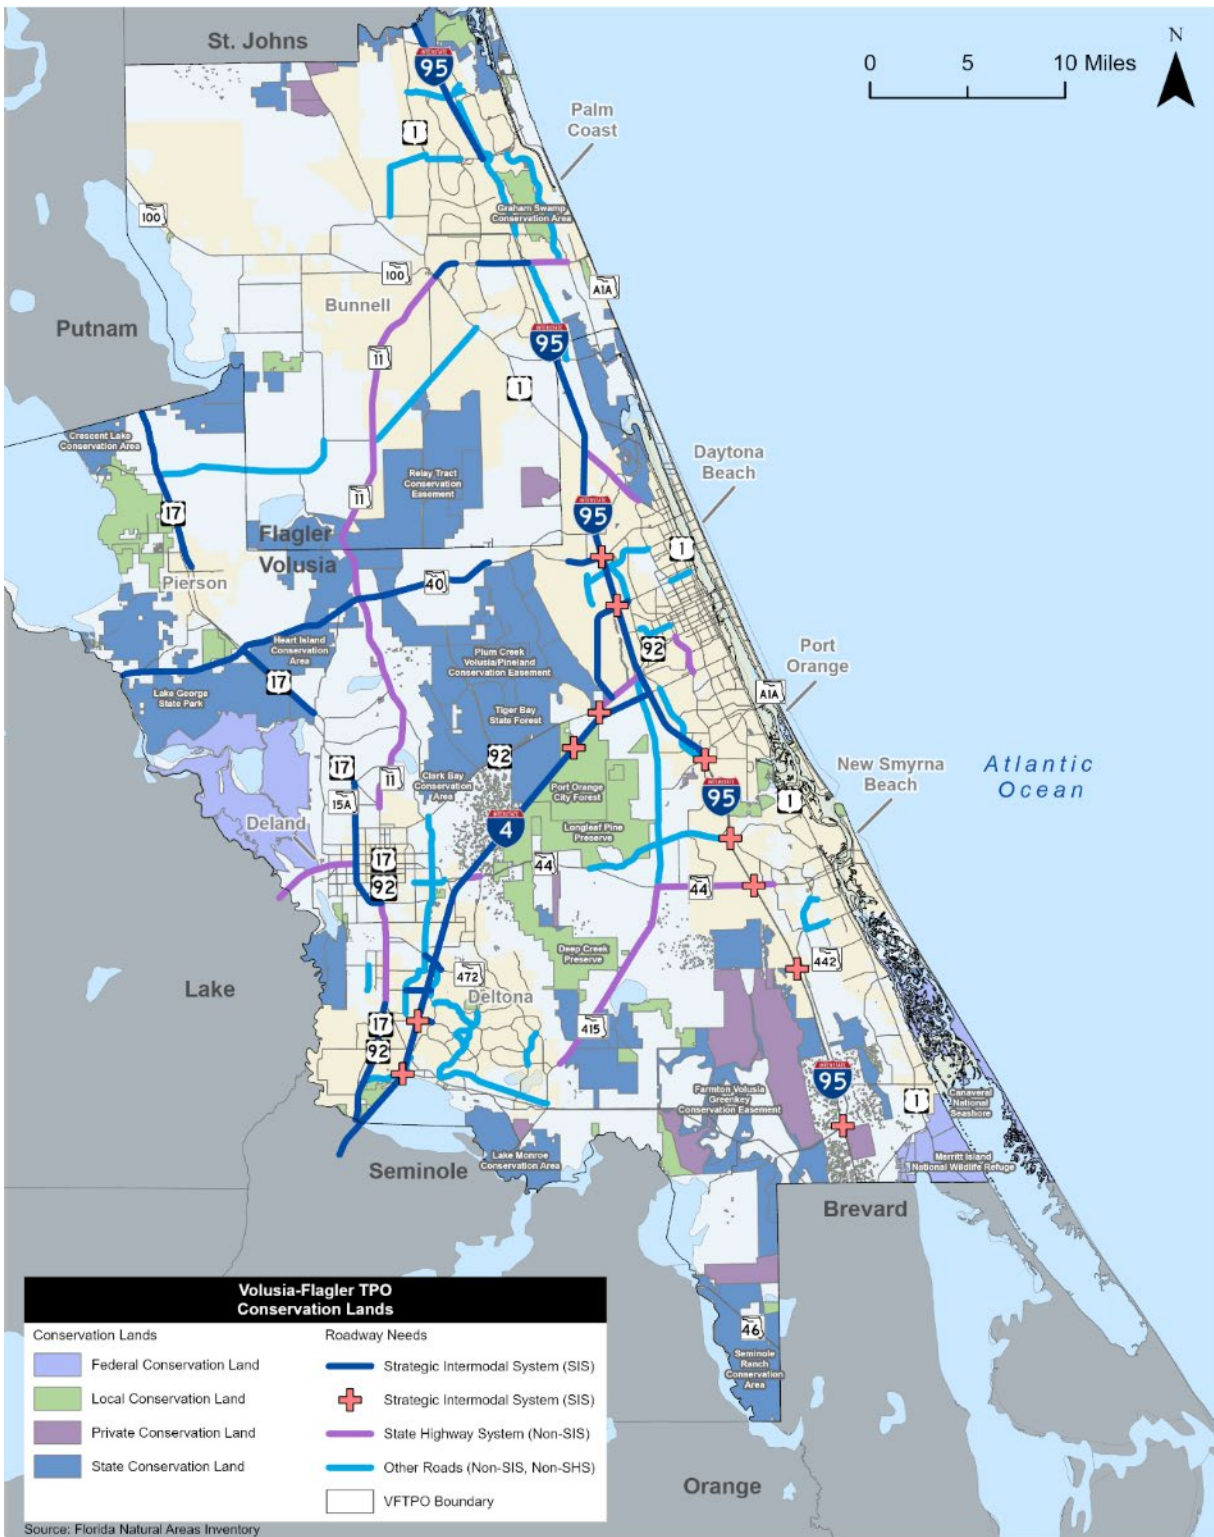 St. Johns
INTERSTATE
95
0 5 10 Miles
N
Palm
Coast
1
100
Graham Swamp
Conservation Area
100
A1A
Bunnell
Putnam
INTERSTATE
95
11
1
Crescent Lake
Conservation Area
Daytona
Beach
Relay Tract
Conservation
Easement
11
17
INTERSTATE
95
Flagler
Volusia
1
Pierson
40
Heart Island
Conservation
Area
Plum Creek
Volusia/Pineland
Conservation Easement
92
Port
Orange
17
Lake George
State Park
A1A
Tiger Bay
State Forest
92
17
11
Clark Bay
Conservation
Area
Port Orange
City Forest
INTERSTATE
95
New Smyrna
Beach
1
Atlantic
Ocean
15A
Deland
INTERSTATE
4
Longleaf Pine
Preserve
17
92
44
44
Deep Creek
Preserve
442
472
Lake
Deltona
17
415
92
INTERSTATE
95
Farmton Volusia
Greenkey
Conservation Easement
1
Canaveral
National
Seashore
Lake Monroe
Conservation Area
Merritt Island
National Wildlife Refuge
Seminole
Brevard
46
Seminole
Ranch
Conservation
Area
Orange
Volusia-Flagler TPO
Conservation Lands
Conservation Lands
Federal Conservation Land
Local Conservation Land
Private Conservation Land
State Conservation Land
Roadway Needs
Strategic Intermodal System (SIS)
Strategic Intermodal System (SIS)
State Highway System (Non-SIS)
Other Roads (Non-SIS, Non-SHS)
VFTPO Boundary
Source: Florida Natural Areas Inventory